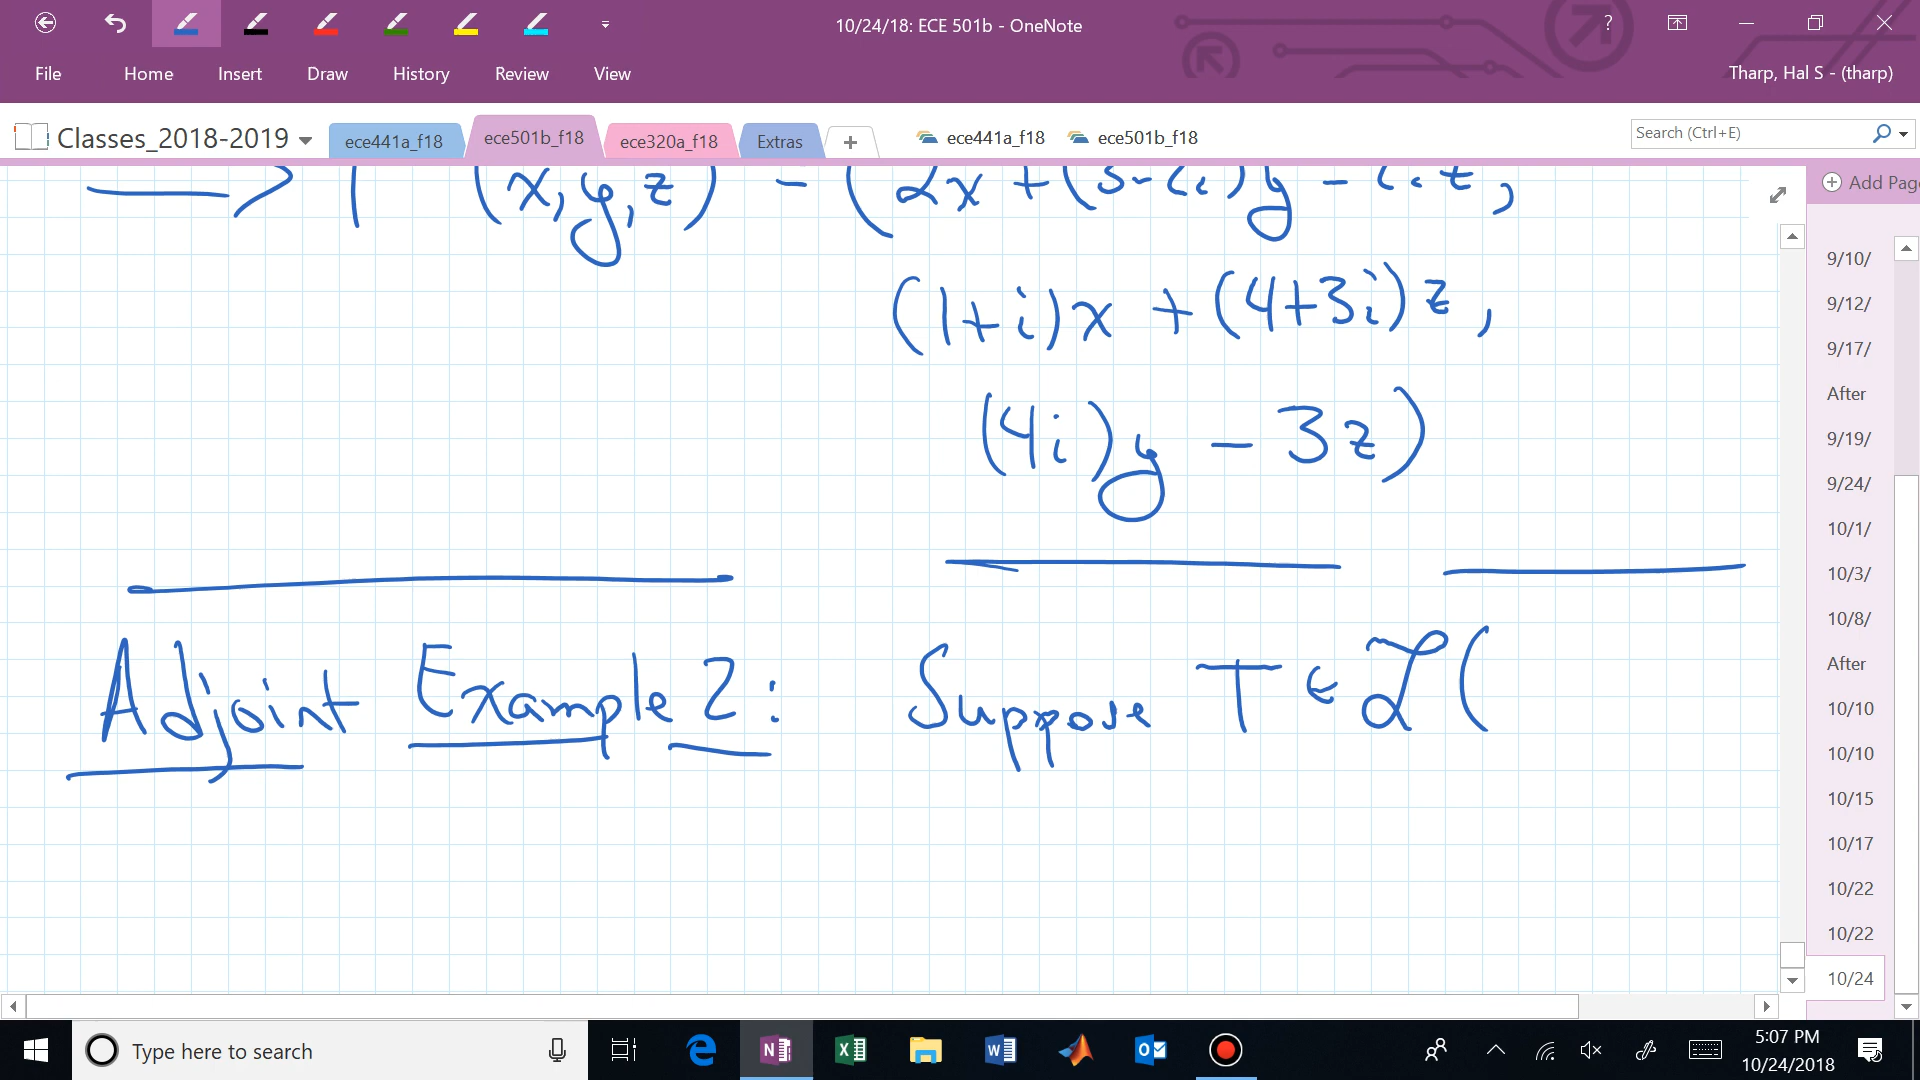 10/24/18: ECE 501b - OneNote
?
File Home Insert Draw History Review View
Tharp, Hal S - (tharp)
Classes_2018-2019 ece441a_f18 ece501b_f18 ece320a_f18 Extras + ece441a_f18 ece501b_f18
Search (Ctrl+E)
Add Page
(x, y, z) = (2x +
(1+i)x + (4+3i)z,
(4i)y - 3z)
Adjoint Example 2: Suppose T ∈ ℒ(
9/10/
9/12/
9/17/
After
9/19/
9/24/
10/1/
10/3/
10/8/
After
10/10
10/10
10/15
10/17
10/22
10/22
10/24
Type here to search
5:07 PM
10/24/2018